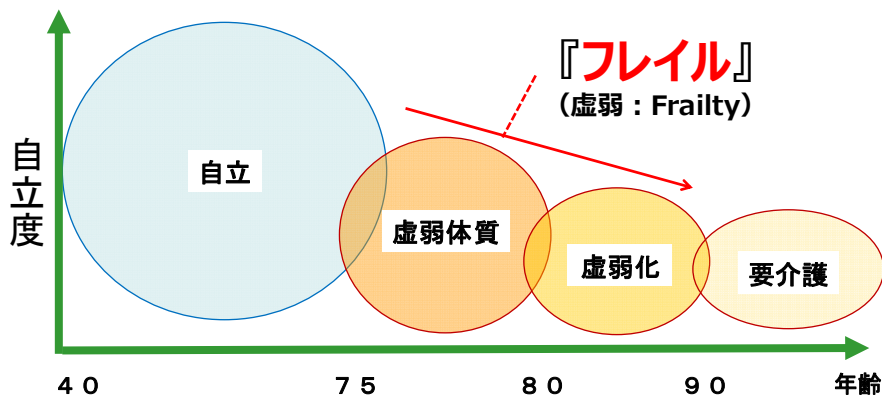 『フレイル』
（虚弱：Frailty）
自立度
自立
虚弱体質
虚弱化
要介護
４０
７５
８０
９０
年齢